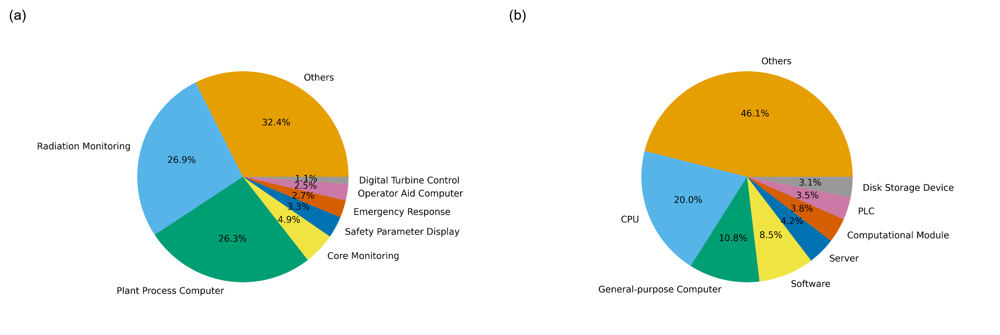 (a)
Others
32.4%
Radiation Monitoring
26.9%
1.1%
Digital Turbine Control
2.5%
Operator Aid Computer
2.7%
Emergency Response
3.3%
Safety Parameter Display
4.9%
Core Monitoring
26.3%
Plant Process Computer
(b)
Others
46.1%
3.1%
Disk Storage Device
3.5%
PLC
20.0%
CPU
3.8%
Computational Module
4.2%
Server
8.5%
Software
10.8%
General-purpose Computer